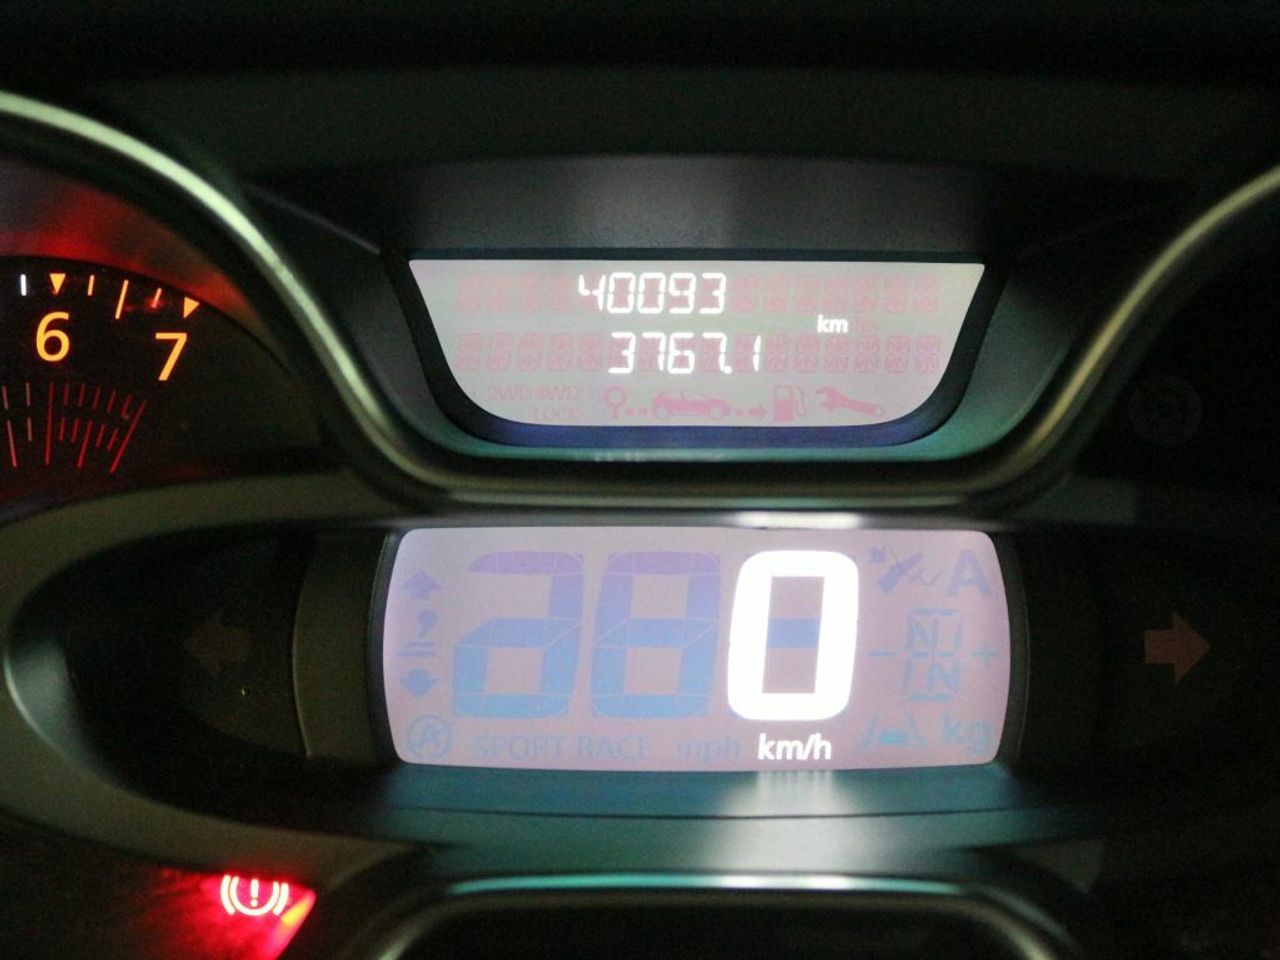 40093
km
3767.1
2WD 4WD
LOCK
6
7
0
A
SPORT RACE mph km/h kg